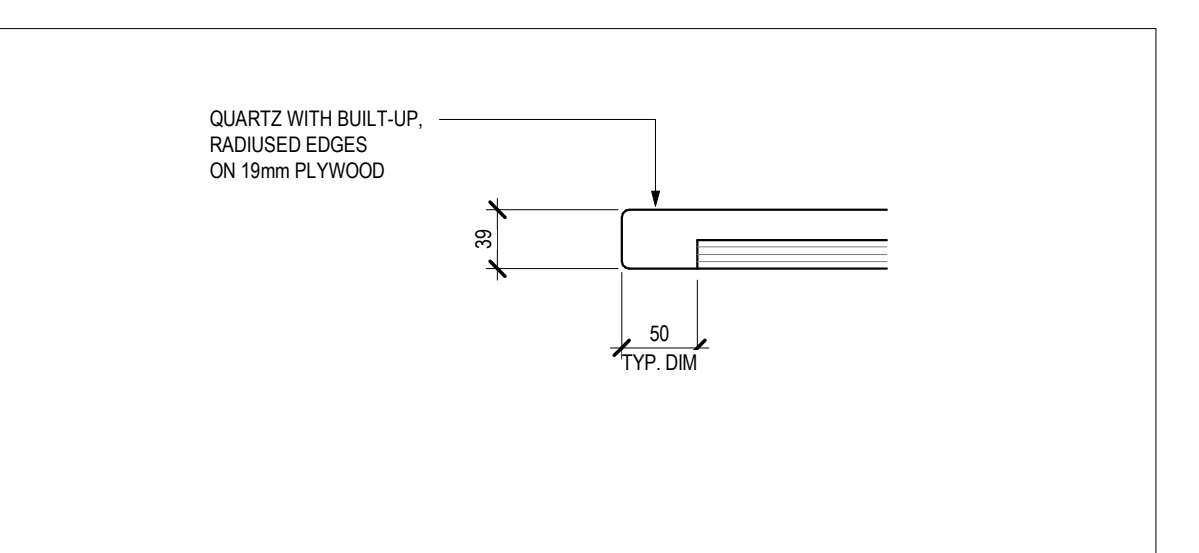 QUARTZ WITH BUILT-UP,
RADIUSED EDGES
ON 19mm PLYWOOD
39
50
TYP. DIM